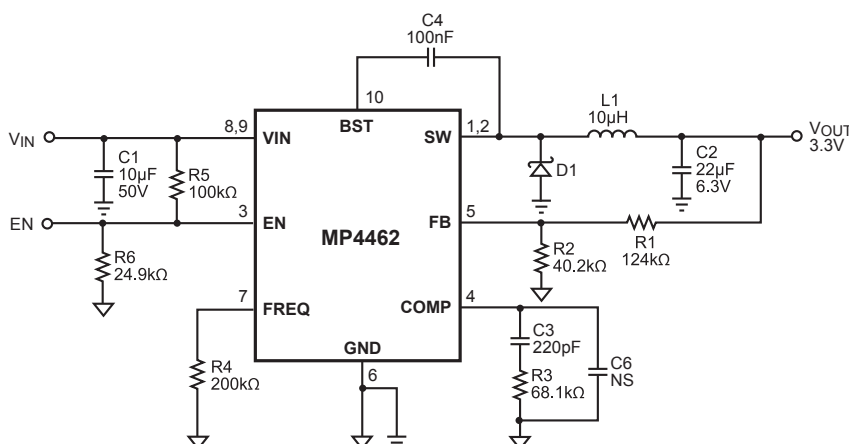 C4
100nF
10
L1
10µH
8,9
1,2
VIN
VIN
BST
SW
VOUT
3.3V
C1
10µF
50V
R5
100kΩ
D1
C2
22µF
6.3V
3
5
EN
EN
FB
MP4462
R1
124kΩ
R2
40.2kΩ
R6
24.9kΩ
7
4
FREQ
COMP
C3
220pF
GND
C6
NS
R4
200kΩ
6
R3
68.1kΩ